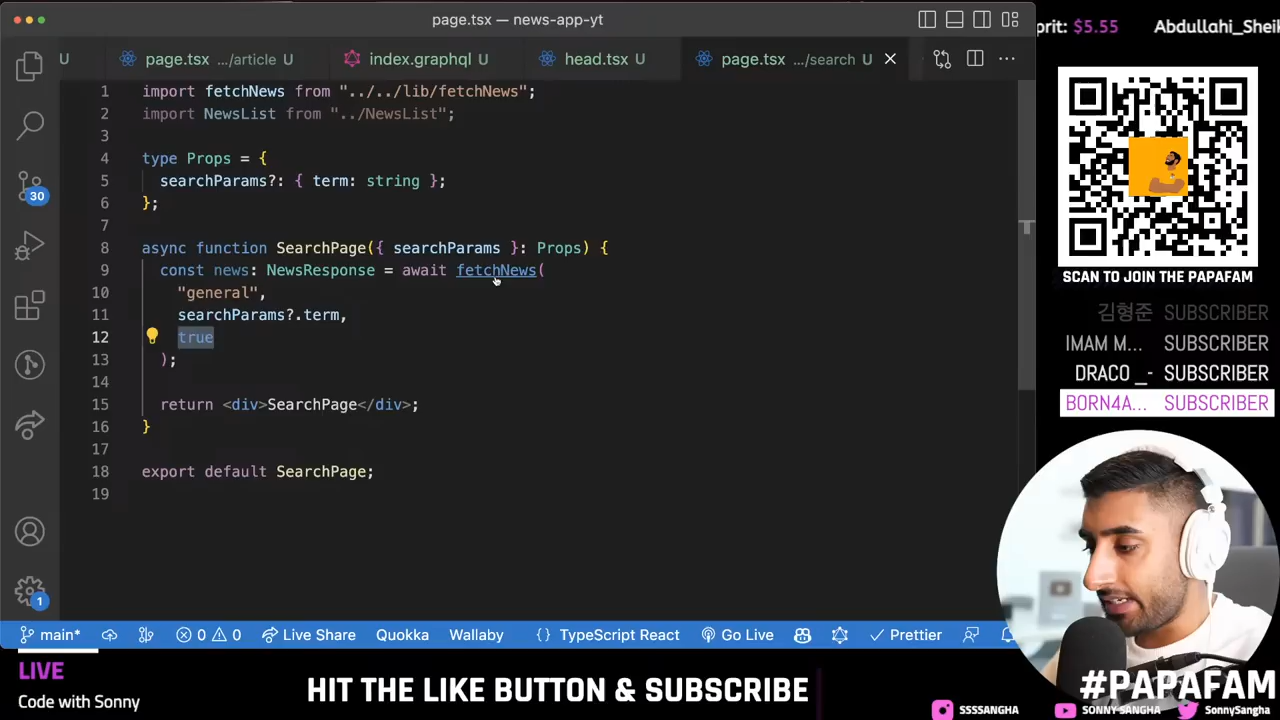 page.tsx — news-app-yt
prit: $5.55
Abdullahi_Sheik
U
page.tsx .../article U
index.graphql U
head.tsx U
page.tsx .../search U
1 import fetchNews from "../../lib/fetchNews";
2 import NewsList from "../NewsList";
3
4 type Props = {
5 searchParams?: { term: string };
6 };
7
8 async function SearchPage({ searchParams }: Props) {
9 const news: NewsResponse = await fetchNews(
10 "general",
11 searchParams?.term,
12 true
13 );
14
15 return <div>SearchPage</div>;
16 }
17
18 export default SearchPage;
19
30
1
SCAN TO JOIN THE PAPAFAM
김형준 SUBSCRIBER
IMAM M... SUBSCRIBER
DRACO _- SUBSCRIBER
BORN4A... SUBSCRIBER
main* 0 0 Live Share Quokka Wallaby {} TypeScript React Go Live Prettier
LIVE
Code with Sonny
HIT THE LIKE BUTTON & SUBSCRIBE
#PAPAFAM
SSSSANGHA SONNY SANGHA SonnySangha